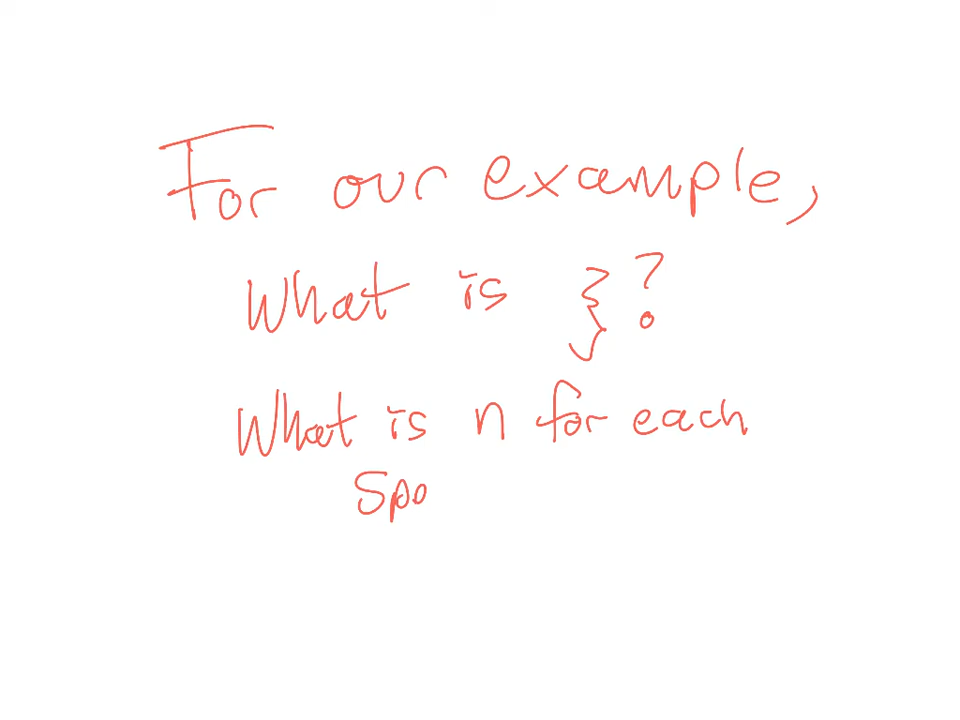 For our example,
What is ξ?
What is n for each
Spo